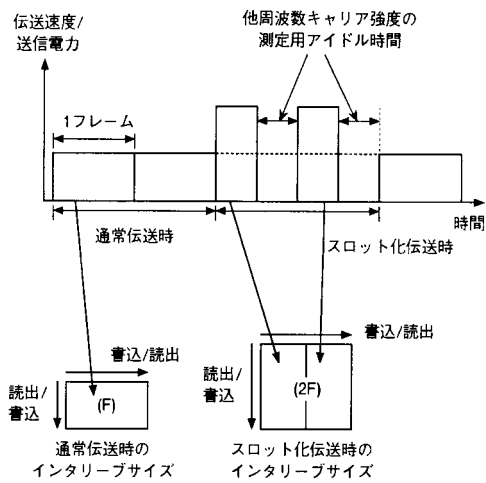 伝送速度/
送信電力
他周波数キャリア強度の
測定用アイドル時間
1フレーム
時間
通常伝送時
スロット化伝送時
書込/読出
読出/
書込
(F)
通常伝送時の
インタリーブサイズ
書込/読出
読出/
書込
(2F)
スロット化伝送時の
インタリーブサイズ